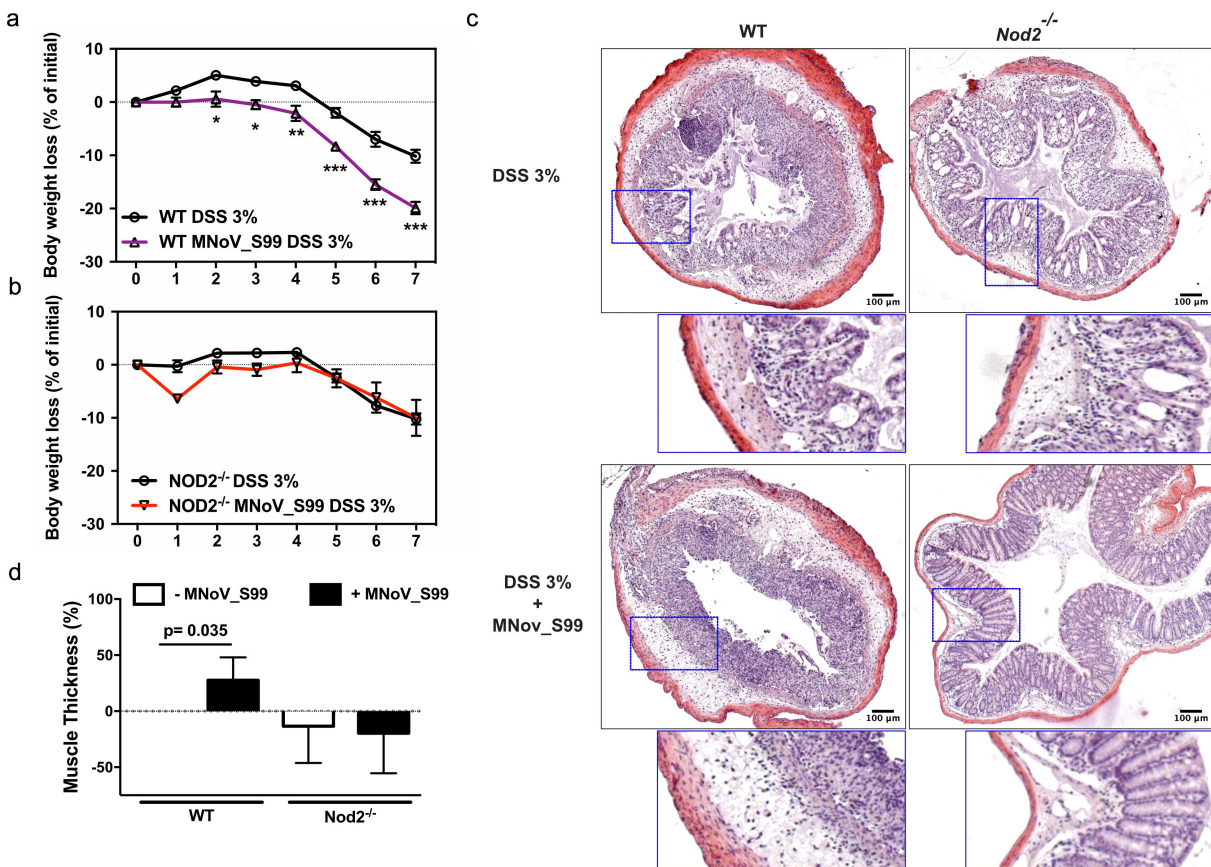 a
Body weight loss (% of initial)
10
0
-10
-20
-30
* * ** *** *** ***
WT DSS 3%
WT MNoV_S99 DSS 3%
0 1 2 3 4 5 6 7
b
Body weight loss (% of initial)
10
0
-10
-20
-30
NOD2-/- DSS 3%
NOD2-/- MNoV_S99 DSS 3%
0 1 2 3 4 5 6 7
d
Muscle Thickness (%)
100
50
0
-50
- MNoV_S99 + MNoV_S99
p= 0.035
WT Nod2-/-
c
WT Nod2-/-
DSS 3%
100 µm 100 µm
DSS 3%
+
MNov_S99
100 µm 100 µm